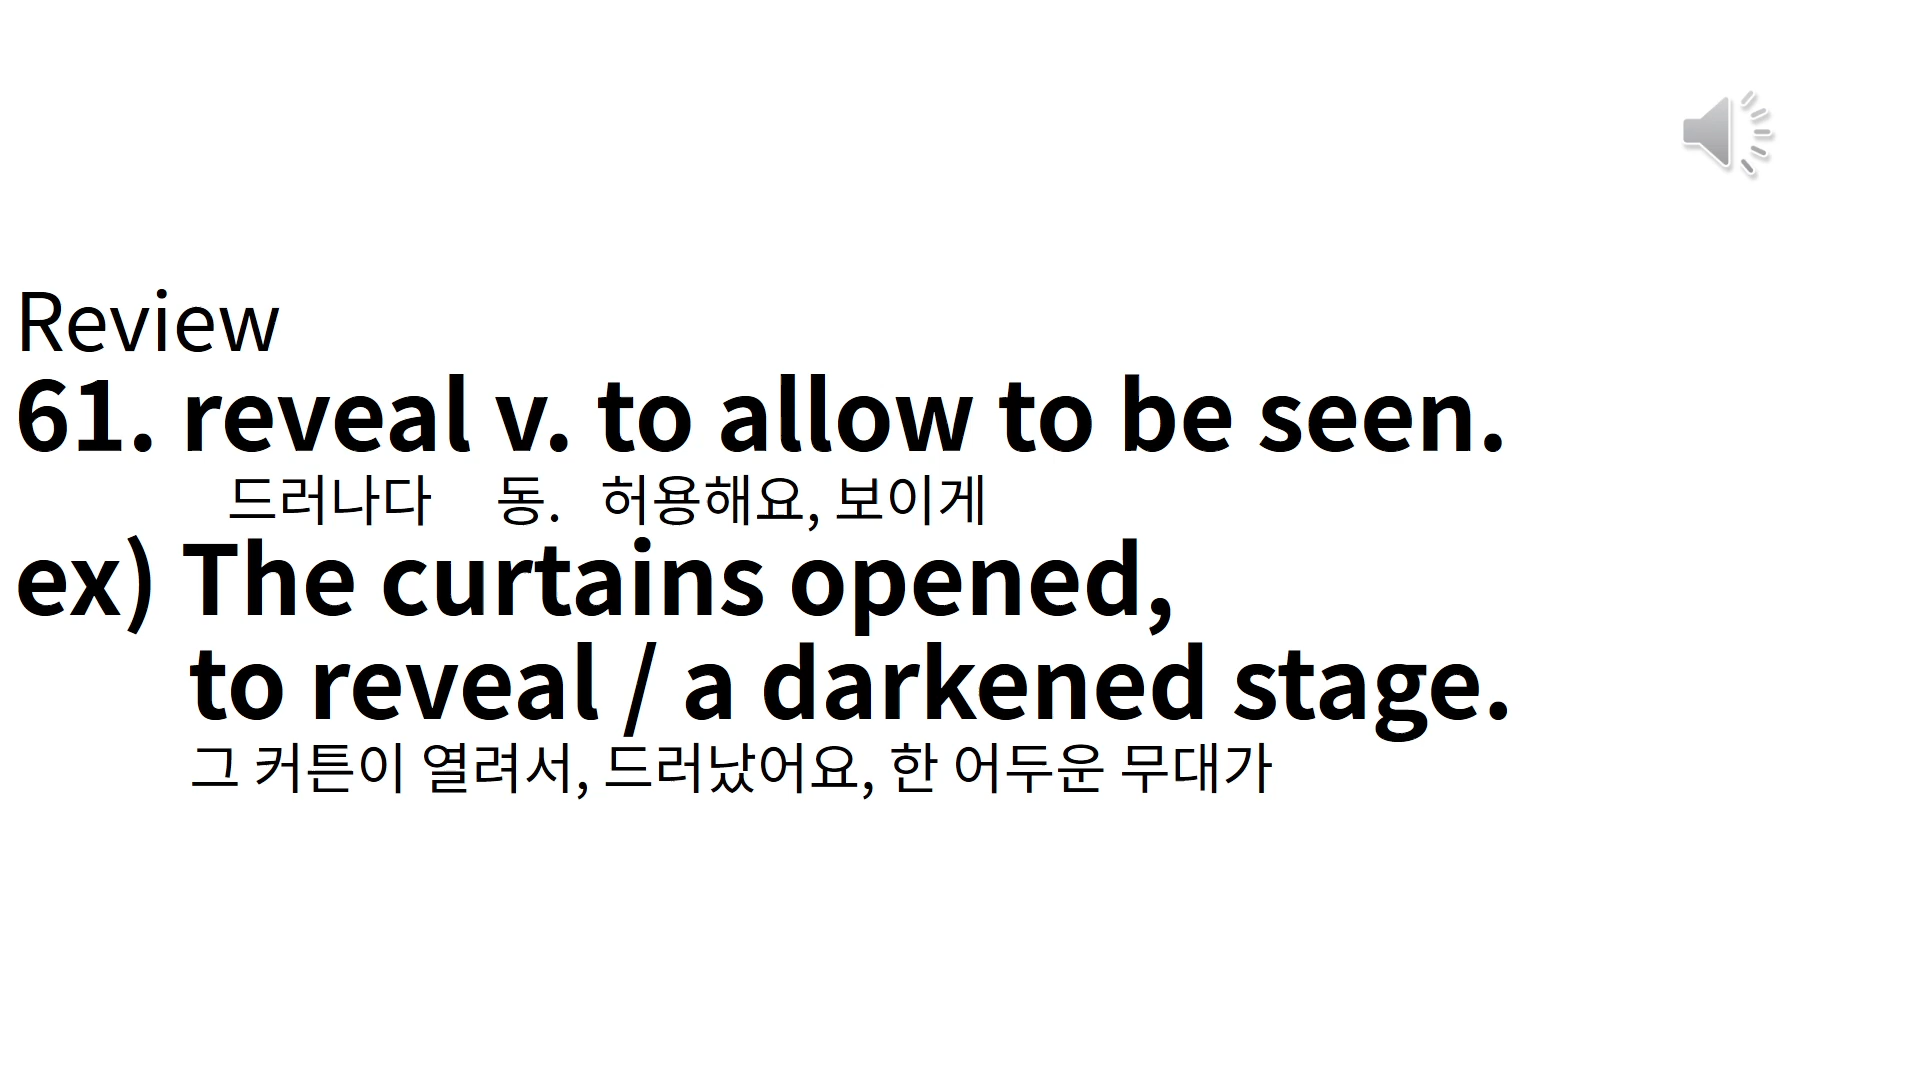 Review
61. reveal v. to allow to be seen.
드러나다 동. 허용해요, 보이게
ex) The curtains opened,
to reveal / a darkened stage.
그 커튼이 열려서, 드러났어요, 한 어두운 무대가